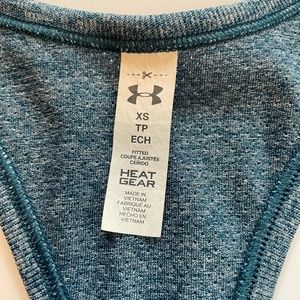 XS
TP
ECH
FITTED
COUPE AJUSTÉE
CEÑIDO
HEAT
GEAR
MADE IN
VIETNAM
FABRIQUÉ AU
VIETNAM
HECHO EN
VIETNAM